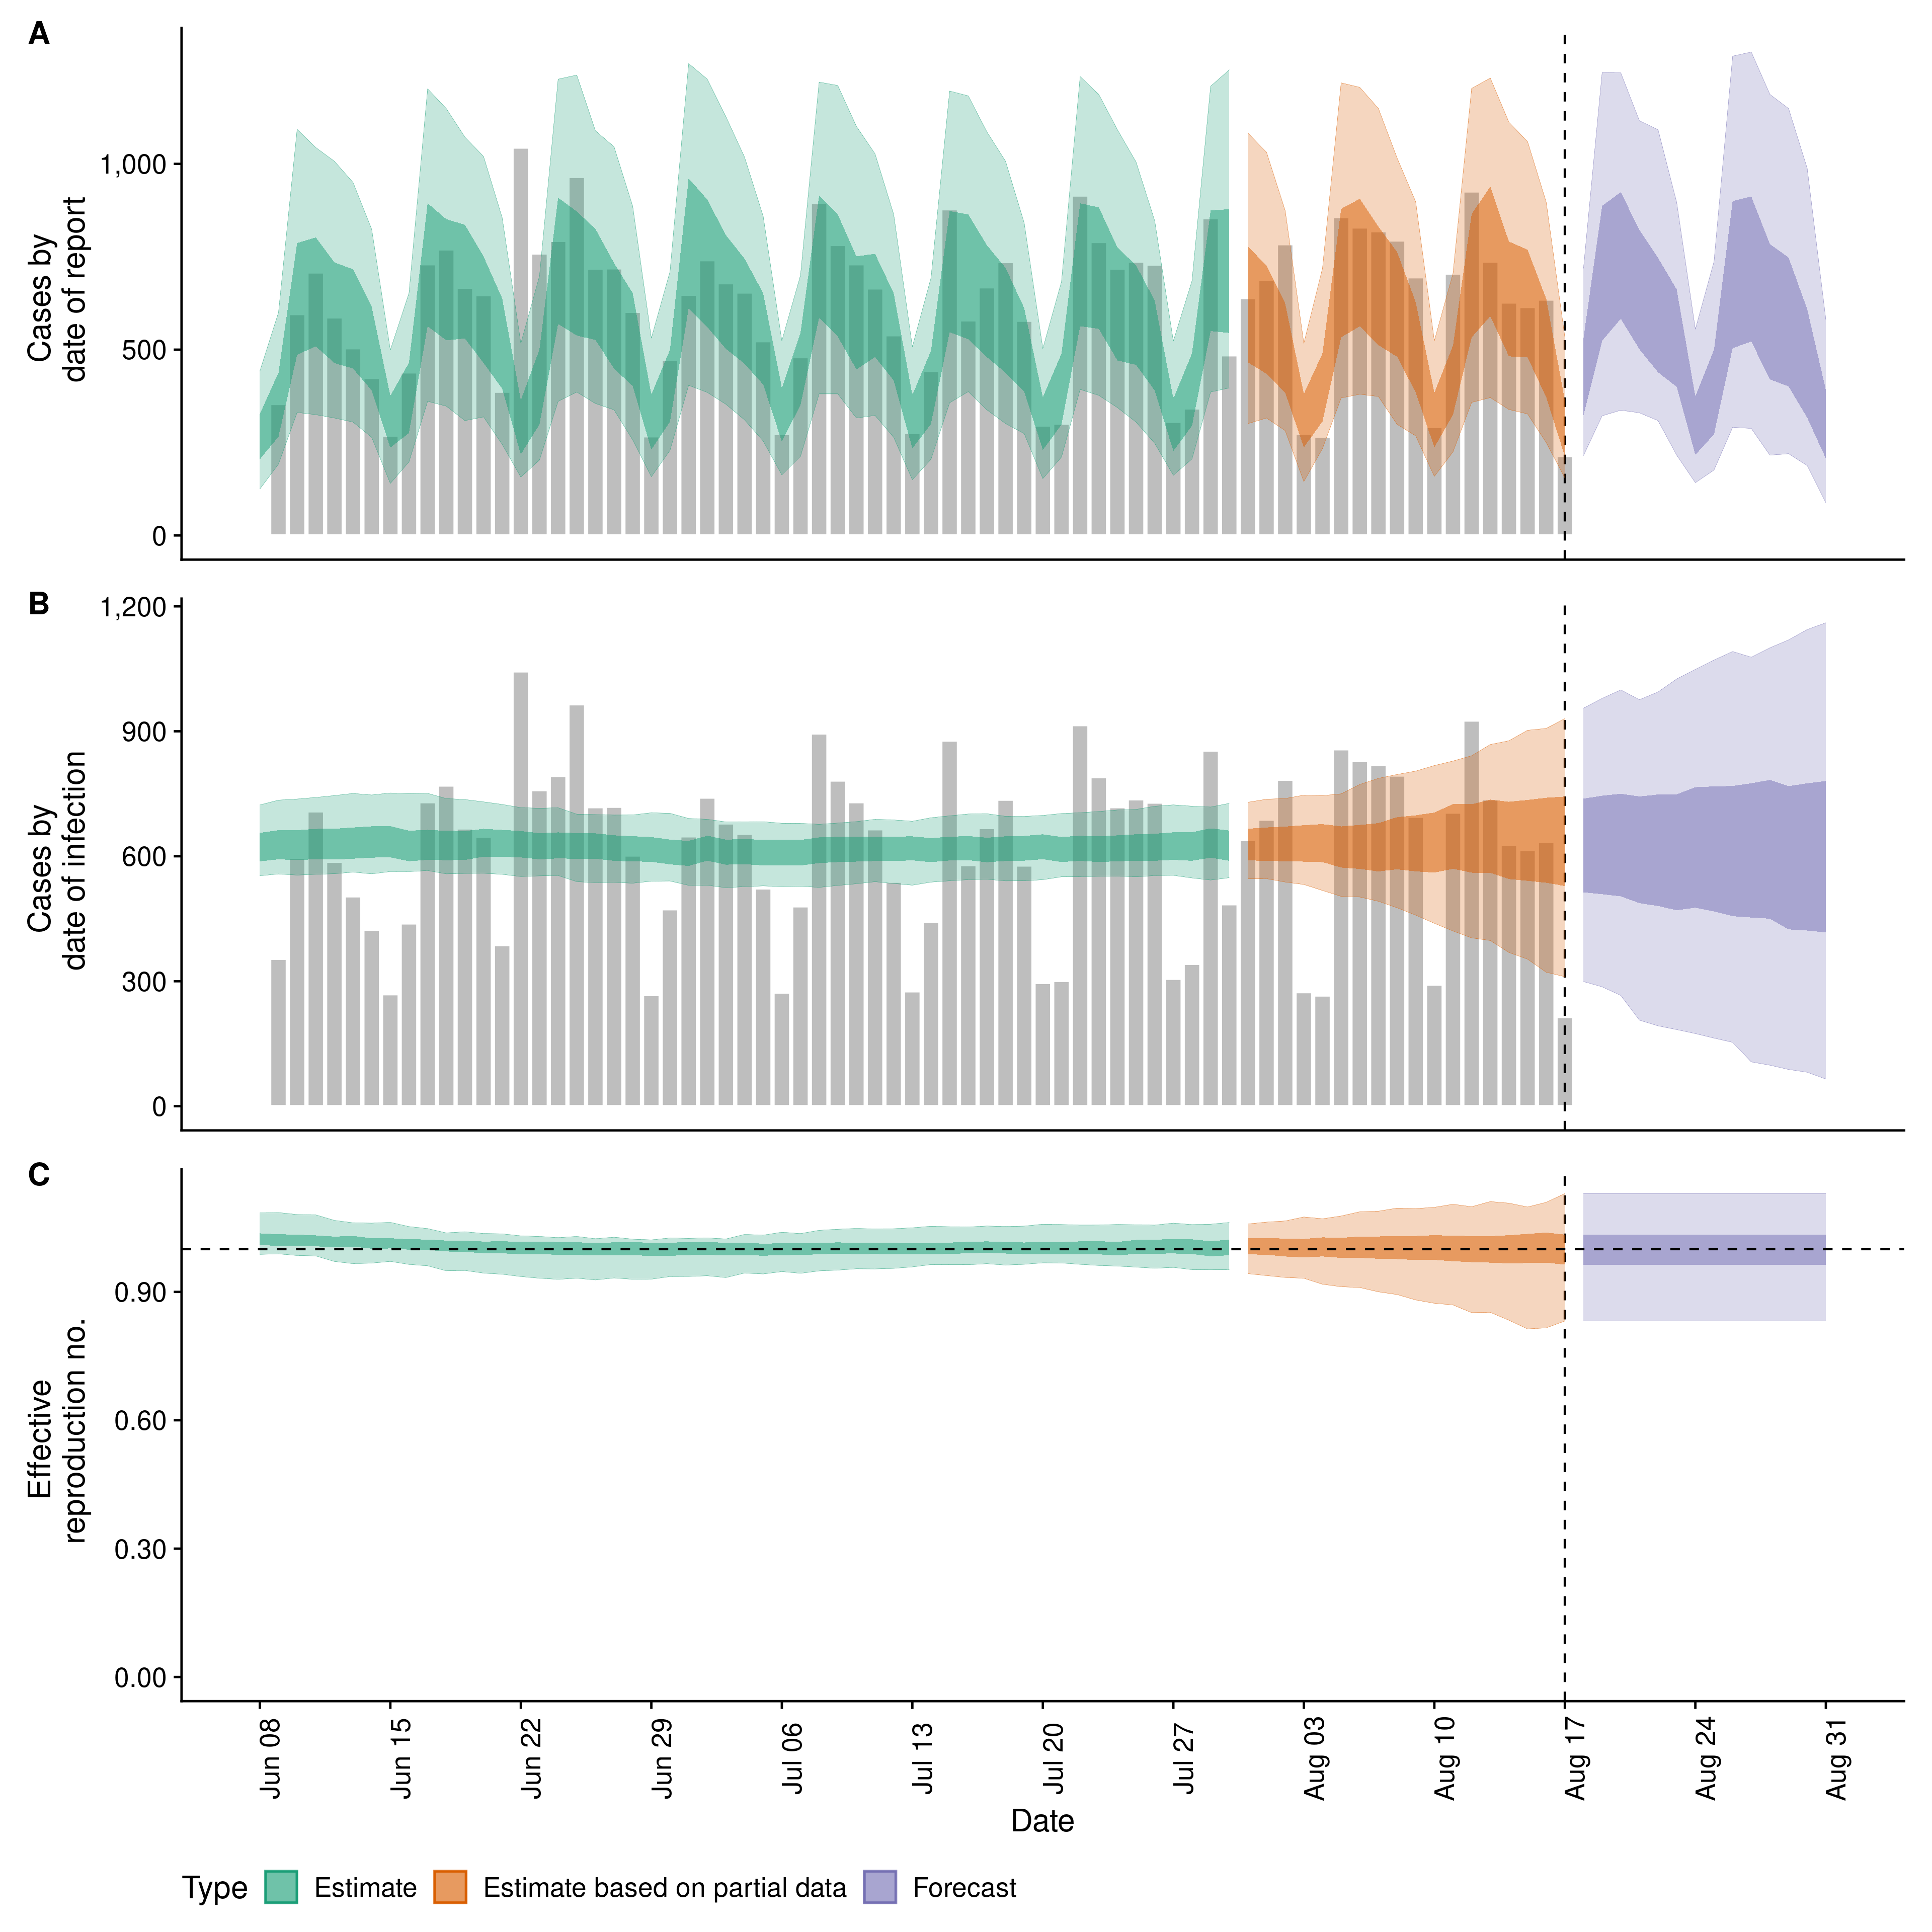 A
Cases by
date of report
1,000
500
0
B
Cases by
date of infection
1,200
900
600
300
0
C
Effective
reproduction no.
0.90
0.60
0.30
0.00
Jun 08
Jun 15
Jun 22
Jun 29
Jul 06
Jul 13
Jul 20
Jul 27
Aug 03
Aug 10
Aug 17
Aug 24
Aug 31
Date
Type Estimate Estimate based on partial data Forecast